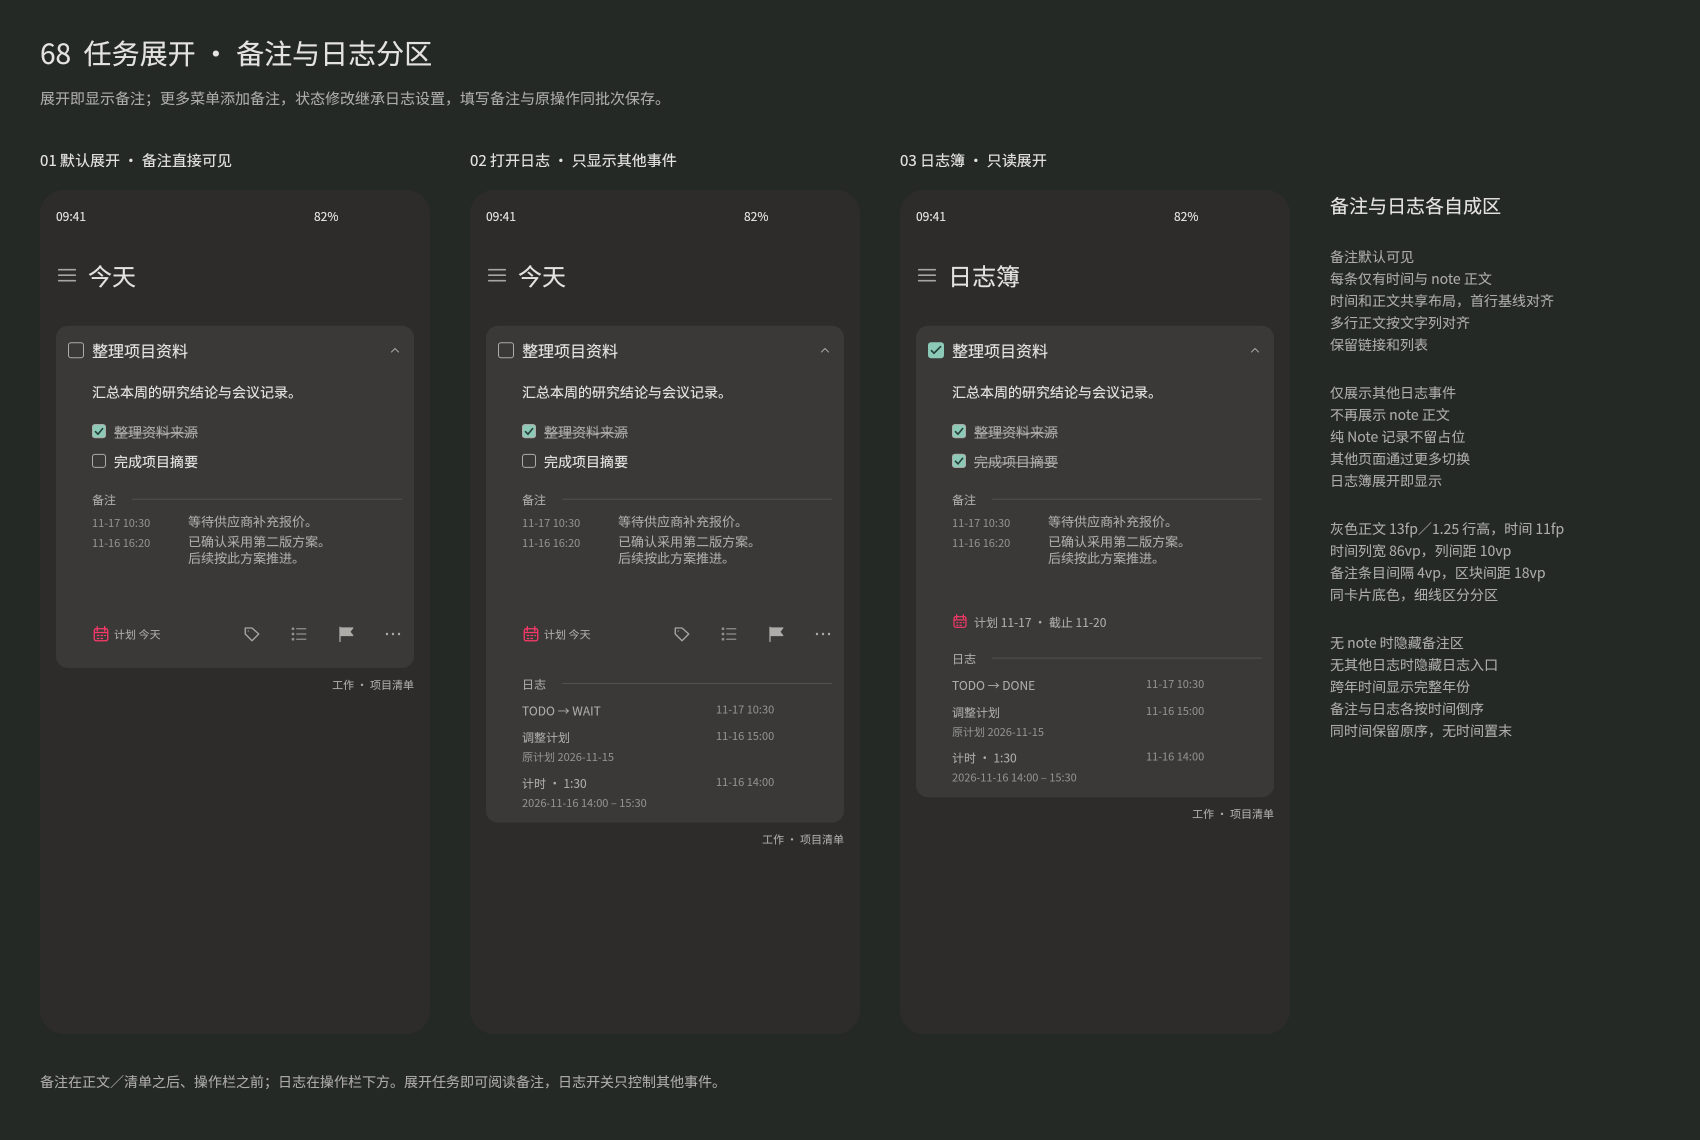 68 任务展开 · 备注与日志分区
展开即显示备注；更多菜单添加备注，状态修改继承日志设置，填写备注与原操作同批次保存。
01 默认展开 · 备注直接可见
09:41
82%
今天
整理项目资料
汇总本周的研究结论与会议记录。
整理资料来源
完成项目摘要
备注
11-17 10:30 等待供应商补充报价。
11-16 16:20 已确认采用第二版方案。
后续按此方案推进。
计划 今天
工作 · 项目清单
02 打开日志 · 只显示其他事件
09:41
82%
今天
整理项目资料
汇总本周的研究结论与会议记录。
整理资料来源
完成项目摘要
备注
11-17 10:30 等待供应商补充报价。
11-16 16:20 已确认采用第二版方案。
后续按此方案推进。
计划 今天
日志
TODO → WAIT 11-17 10:30
调整计划 11-16 15:00
原计划 2026-11-15
计时 · 1:30 11-16 14:00
2026-11-16 14:00 – 15:30
工作 · 项目清单
03 日志簿 · 只读展开
09:41
82%
日志簿
整理项目资料
汇总本周的研究结论与会议记录。
整理资料来源
完成项目摘要
备注
11-17 10:30 等待供应商补充报价。
11-16 16:20 已确认采用第二版方案。
后续按此方案推进。
计划 11-17 · 截止 11-20
日志
TODO → DONE 11-17 10:30
调整计划 11-16 15:00
原计划 2026-11-15
计时 · 1:30 11-16 14:00
2026-11-16 14:00 – 15:30
工作 · 项目清单
备注与日志各自成区
备注默认可见
每条仅有时间与 note 正文
时间和正文共享布局，首行基线对齐
多行正文按文字列对齐
保留链接和列表
仅展示其他日志事件
不再展示 note 正文
纯 Note 记录不留占位
其他页面通过更多切换
日志簿展开即显示
灰色正文 13fp／1.25 行高，时间 11fp
时间列宽 86vp，列间距 10vp
备注条目间隔 4vp，区块间距 18vp
同卡片底色，细线区分分区
无 note 时隐藏备注区
无其他日志时隐藏日志入口
跨年时间显示完整年份
备注与日志各按时间倒序
同时间保留原序，无时间置末
备注在正文／清单之后、操作栏之前；日志在操作栏下方。展开任务即可阅读备注，日志开关只控制其他事件。